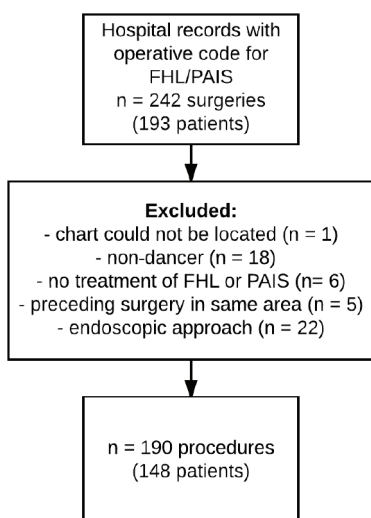 Hospital records with
operative code for
FHL/PAIS
n = 242 surgeries
(193 patients)
Excluded:
- chart could not be located (n = 1)
- non-dancer (n = 18)
- no treatment of FHL or PAIS (n= 6)
- preceding surgery in same area (n = 5)
- endoscopic approach (n = 22)
n = 190 procedures
(148 patients)